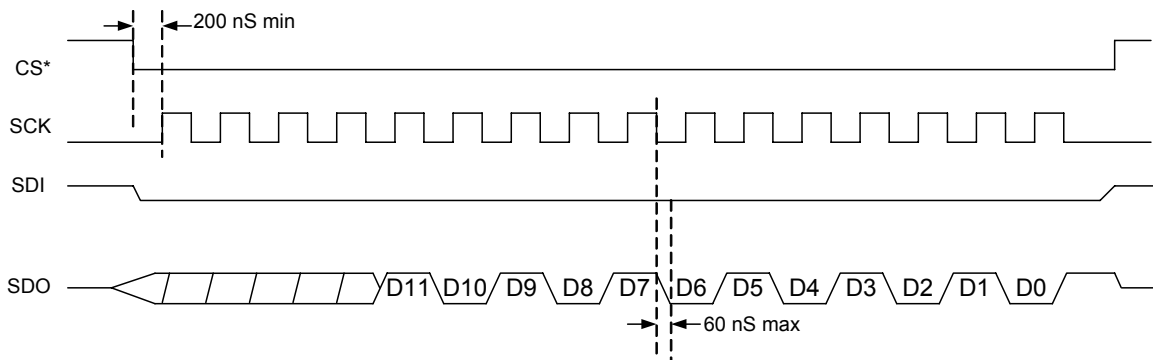 200 nS min
CS*
SCK
SDI
SDO
D11 D10 D9 D8 D7 D6 D5 D4 D3 D2 D1 D0
60 nS max